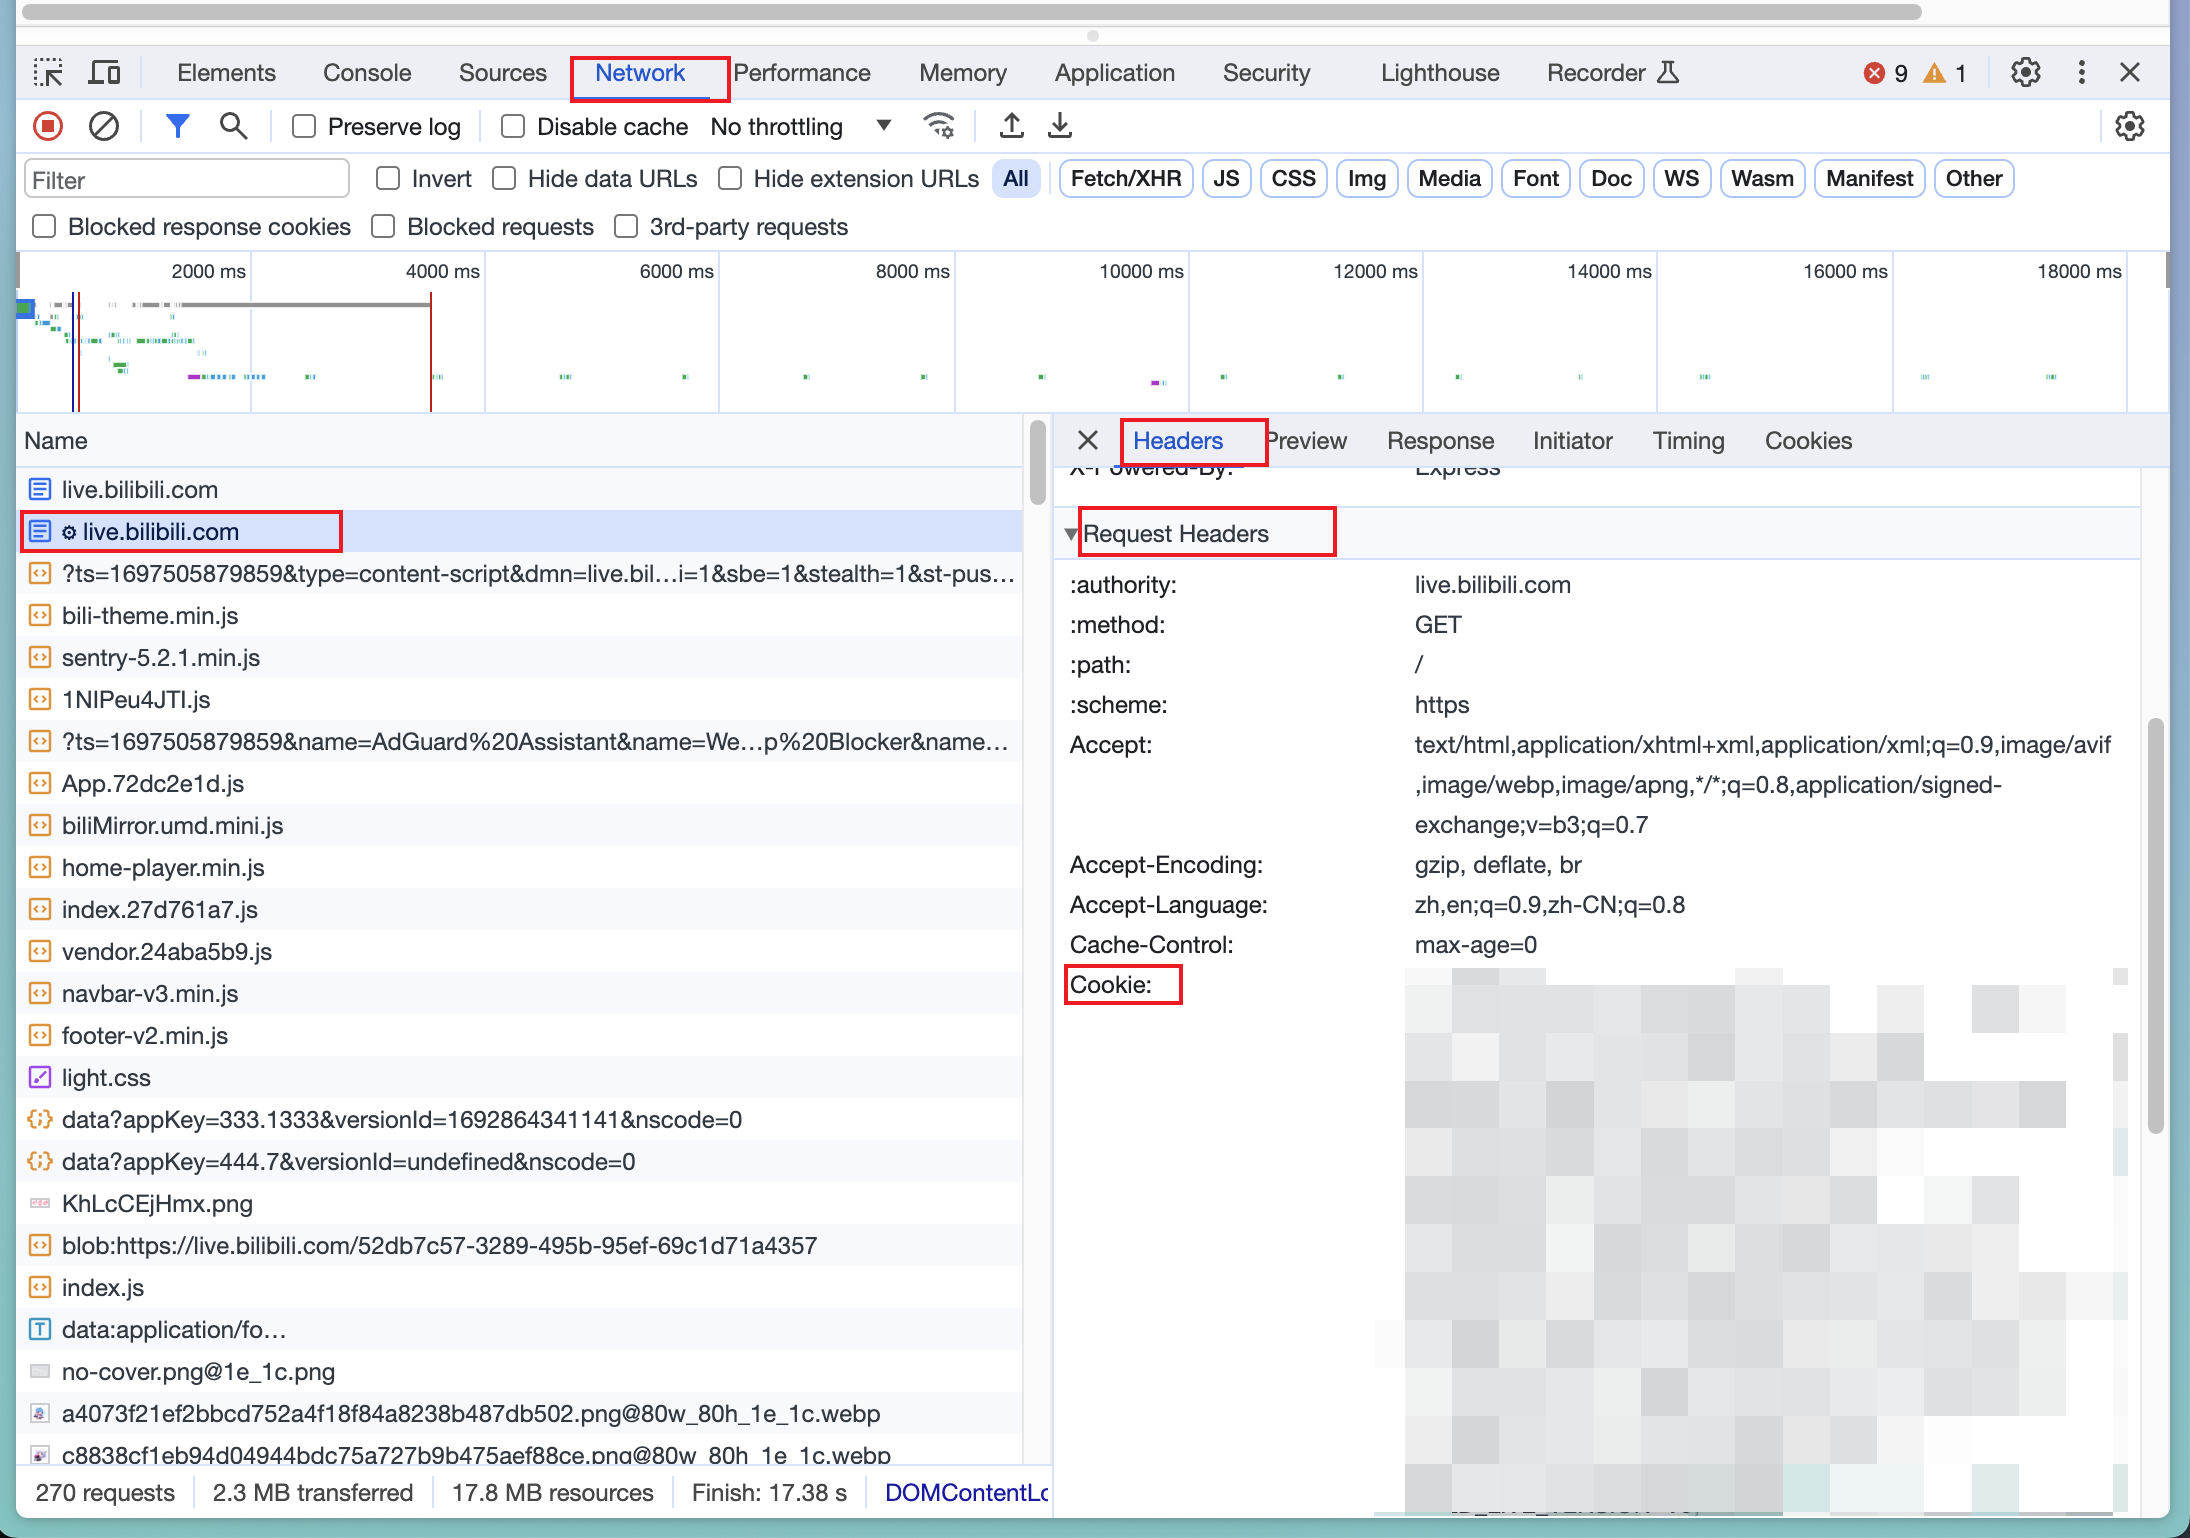 Elements Console Sources Network Performance Memory Application Security Lighthouse Recorder 9 1
Preserve log Disable cache No throttling
Filter Invert Hide data URLs Hide extension URLs All Fetch/XHR JS CSS Img Media Font Doc WS Wasm Manifest Other
Blocked response cookies Blocked requests 3rd-party requests
2000 ms 4000 ms 6000 ms 8000 ms 10000 ms 12000 ms 14000 ms 16000 ms 18000 ms
Name
live.bilibili.com
live.bilibili.com
?ts=1697505879859&type=content-script&dmn=live.bil…i=1&sbe=1&stealth=1&st-pus…
bili-theme.min.js
sentry-5.2.1.min.js
1NIPeu4JTI.js
?ts=1697505879859&name=AdGuard%20Assistant&name=We…p%20Blocker&name…
App.72dc2e1d.js
biliMirror.umd.mini.js
home-player.min.js
index.27d761a7.js
vendor.24aba5b9.js
navbar-v3.min.js
footer-v2.min.js
light.css
data?appKey=333.1333&versionId=1692864341141&nscode=0
data?appKey=444.7&versionId=undefined&nscode=0
KhLcCEjHmx.png
blob:https://live.bilibili.com/52db7c57-3289-495b-95ef-69c1d71a4357
index.js
data:application/fo…
no-cover.png@1e_1c.png
a4073f21ef2bbcd752a4f18f84a8238b487db502.png@80w_80h_1e_1c.webp
c8838cf1eb94d04944bdc75a727b9b475aef88ce.png@80w_80h_1e_1c.webp
270 requests 2.3 MB transferred 17.8 MB resources Finish: 17.38 s DOMContentLo
Headers Preview Response Initiator Timing Cookies
X-Powered-By: Express
Request Headers
:authority: live.bilibili.com
:method: GET
:path: /
:scheme: https
Accept: text/html,application/xhtml+xml,application/xml;q=0.9,image/avif
,image/webp,image/apng,*/*;q=0.8,application/signed-
exchange;v=b3;q=0.7
Accept-Encoding: gzip, deflate, br
Accept-Language: zh,en;q=0.9,zh-CN;q=0.8
Cache-Control: max-age=0
Cookie: